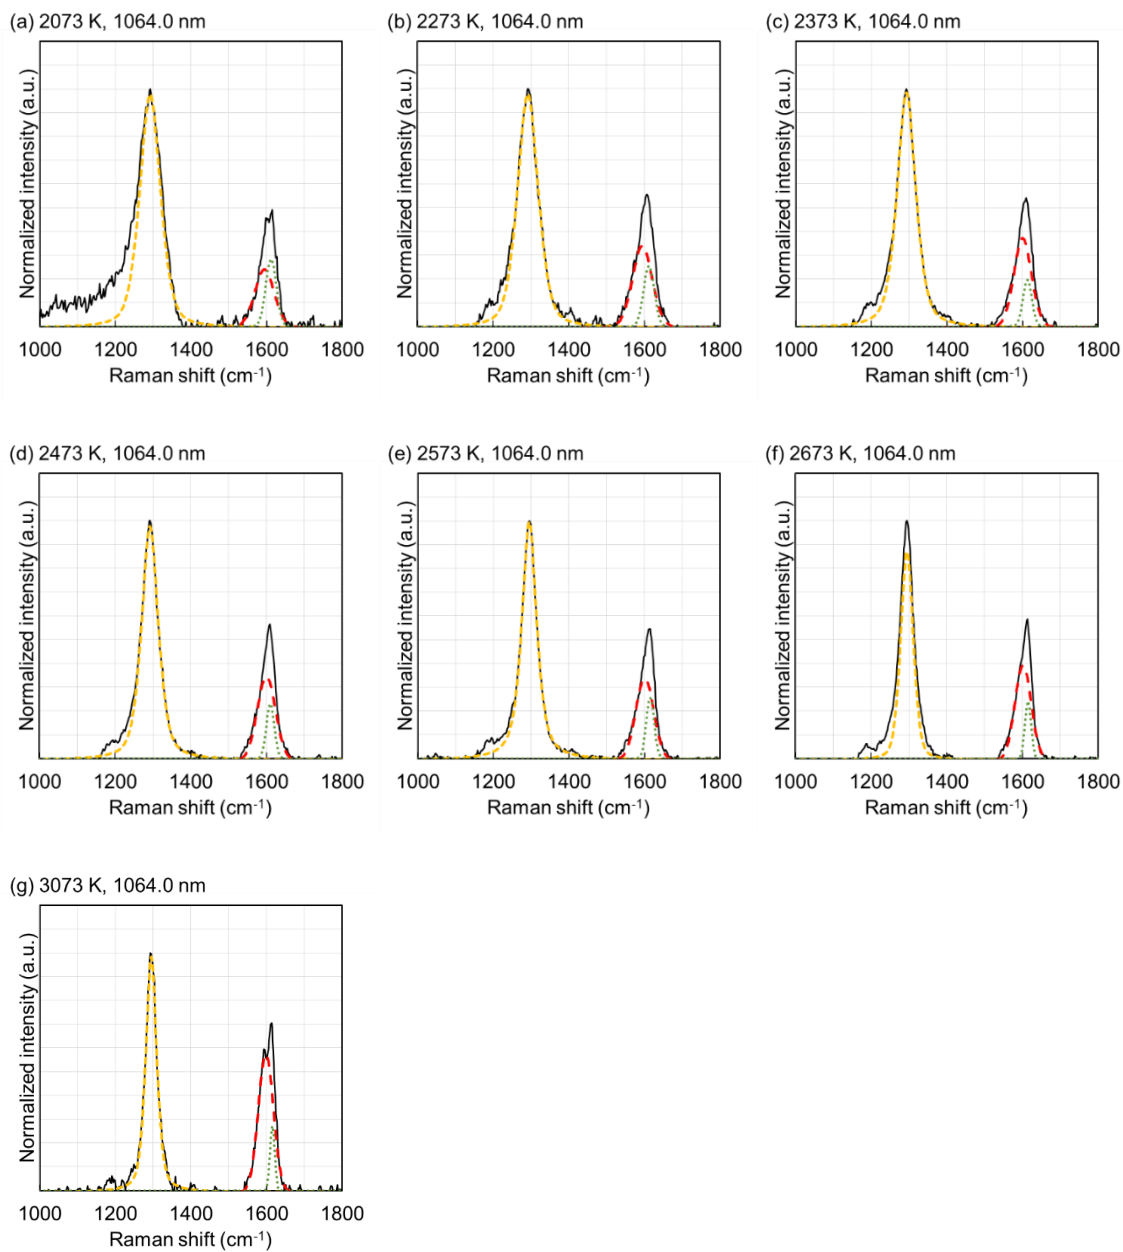 (a) 2073 K, 1064.0 nm
(b) 2273 K, 1064.0 nm
(c) 2373 K, 1064.0 nm
Normalized intensity (a.u.)
Normalized intensity (a.u.)
Normalized intensity (a.u.)
1000 1200 1400 1600 1800
1000 1200 1400 1600 1800
1000 1200 1400 1600 1800
Raman shift (cm⁻¹)
Raman shift (cm⁻¹)
Raman shift (cm⁻¹)
(d) 2473 K, 1064.0 nm
(e) 2573 K, 1064.0 nm
(f) 2673 K, 1064.0 nm
Normalized intensity (a.u.)
Normalized intensity (a.u.)
Normalized intensity (a.u.)
1000 1200 1400 1600 1800
1000 1200 1400 1600 1800
1000 1200 1400 1600 1800
Raman shift (cm⁻¹)
Raman shift (cm⁻¹)
Raman shift (cm⁻¹)
(g) 3073 K, 1064.0 nm
Normalized intensity (a.u.)
1000 1200 1400 1600 1800
Raman shift (cm⁻¹)